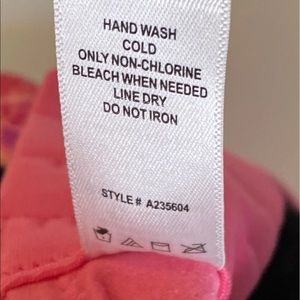 HAND WASH
COLD
ONLY NON-CHLORINE
BLEACH WHEN NEEDED
LINE DRY
DO NOT IRON
STYLE # A235604